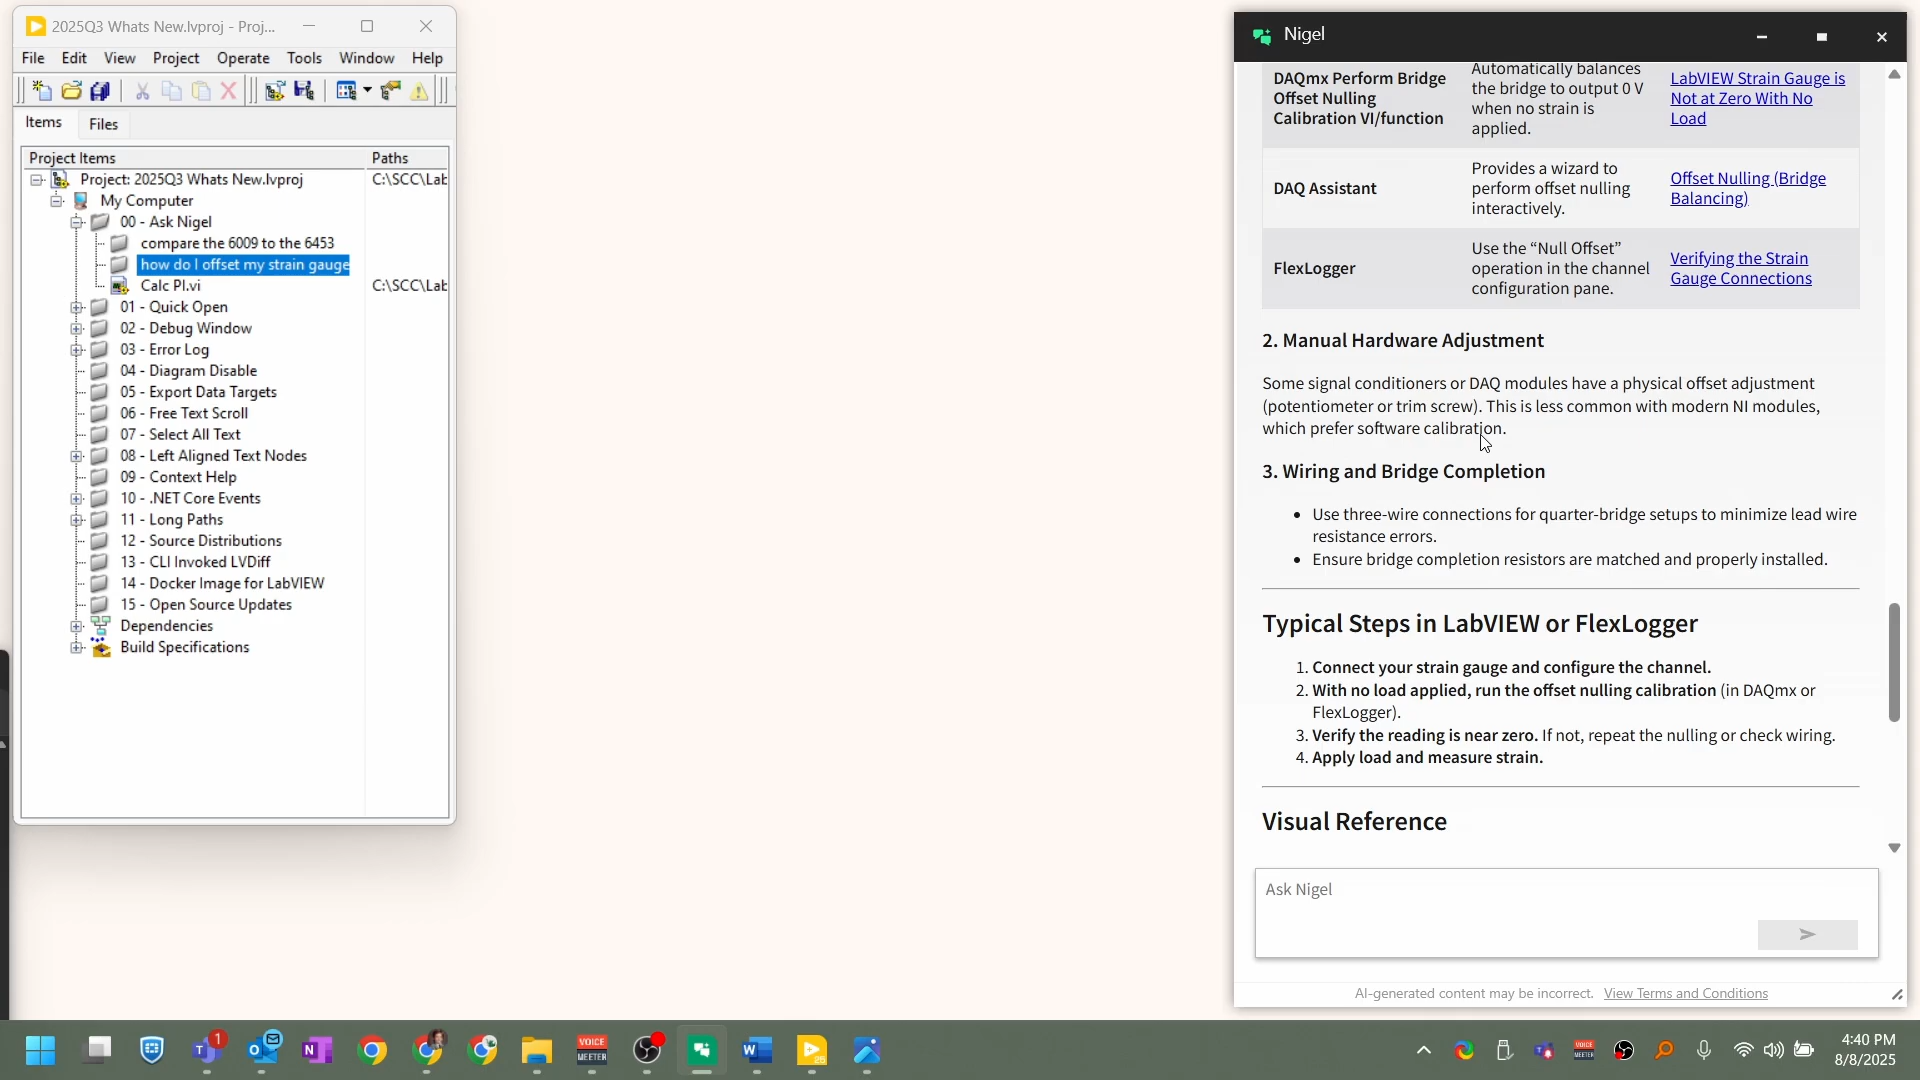 2025Q3 Whats New.lvproj - Proj...
File Edit View Project Operate Tools Window Help
Items Files
Project Items Paths
Project: 2025Q3 Whats New.lvproj C:\SCC\Lab
My Computer
00 - Ask Nigel
compare the 6009 to the 6453
how do I offset my strain gauge
Calc PI.vi C:\SCC\Lab
01 - Quick Open
02 - Debug Window
03 - Error Log
04 - Diagram Disable
05 - Export Data Targets
06 - Free Text Scroll
07 - Select All Text
08 - Left Aligned Text Nodes
09 - Context Help
10 - .NET Core Events
11 - Long Paths
12 - Source Distributions
13 - CLI Invoked LVDiff
14 - Docker Image for LabVIEW
15 - Open Source Updates
Dependencies
Build Specifications
Nigel
DAQmx Perform Bridge
Offset Nulling
Calibration VI/function
Automatically balances
the bridge to output 0 V
when no strain is
applied.
LabVIEW Strain Gauge is
Not at Zero With No
Load
DAQ Assistant
Provides a wizard to
perform offset nulling
interactively.
Offset Nulling (Bridge
Balancing)
FlexLogger
Use the “Null Offset”
operation in the channel
configuration pane.
Verifying the Strain
Gauge Connections
2. Manual Hardware Adjustment
Some signal conditioners or DAQ modules have a physical offset adjustment
(potentiometer or trim screw). This is less common with modern NI modules,
which prefer software calibration.
3. Wiring and Bridge Completion
• Use three-wire connections for quarter-bridge setups to minimize lead wire
resistance errors.
• Ensure bridge completion resistors are matched and properly installed.
Typical Steps in LabVIEW or FlexLogger
1. Connect your strain gauge and configure the channel.
2. With no load applied, run the offset nulling calibration (in DAQmx or
FlexLogger).
3. Verify the reading is near zero. If not, repeat the nulling or check wiring.
4. Apply load and measure strain.
Visual Reference
Ask Nigel
AI-generated content may be incorrect. View Terms and Conditions
1
VOICE
MEETER
25
VOICE
MEETER
4:40 PM
8/8/2025